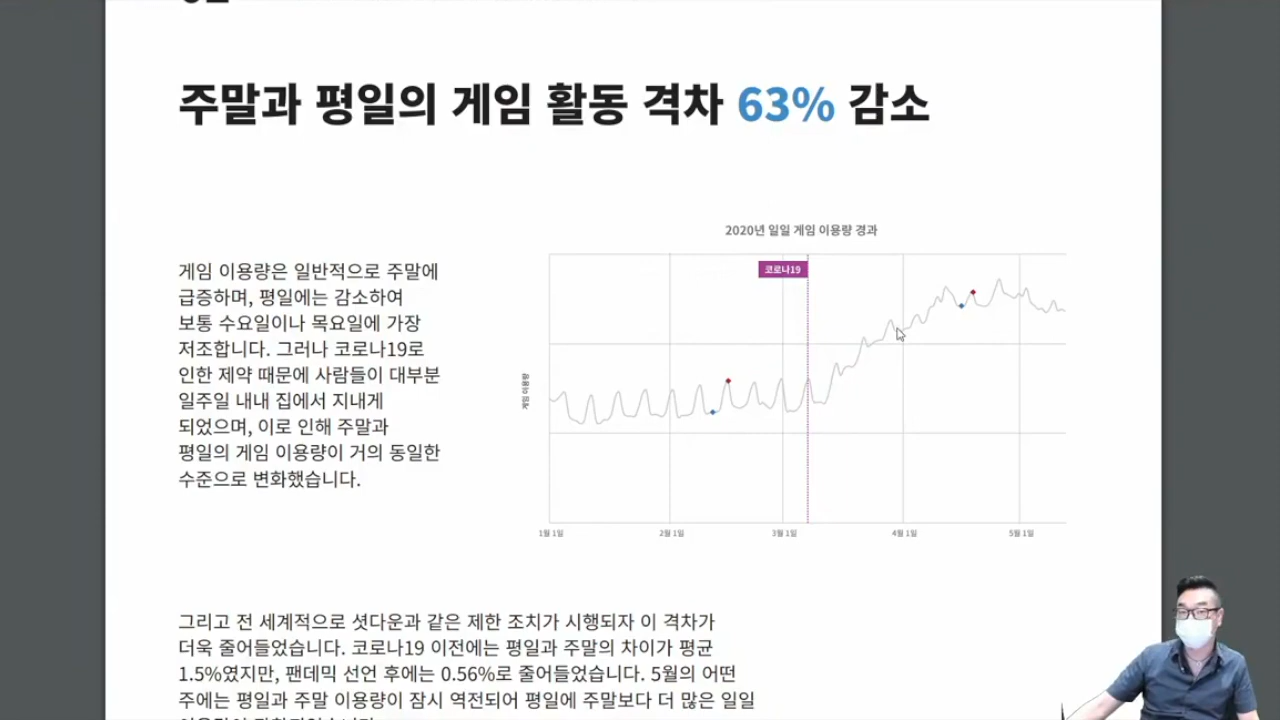 주말과 평일의 게임 활동 격차 63% 감소
2020년 일일 게임 이용량 경과
게임 이용량은 일반적으로 주말에
급증하며, 평일에는 감소하여
보통 수요일이나 목요일에 가장
저조합니다. 그러나 코로나19로
인한 제약 때문에 사람들이 대부분
일주일 내내 집에서 지내게
되었으며, 이로 인해 주말과
평일의 게임 이용량이 거의 동일한
수준으로 변화했습니다.
코로나19
게임 이용량
1월 1일
2월 1일
3월 1일
4월 1일
5월 1일
그리고 전 세계적으로 셧다운과 같은 제한 조치가 시행되자 이 격차가
더욱 줄어들었습니다. 코로나19 이전에는 평일과 주말의 차이가 평균
1.5%였지만, 팬데믹 선언 후에는 0.56%로 줄어들었습니다. 5월의 어떤
주에는 평일과 주말 이용량이 잠시 역전되어 평일에 주말보다 더 많은 일일